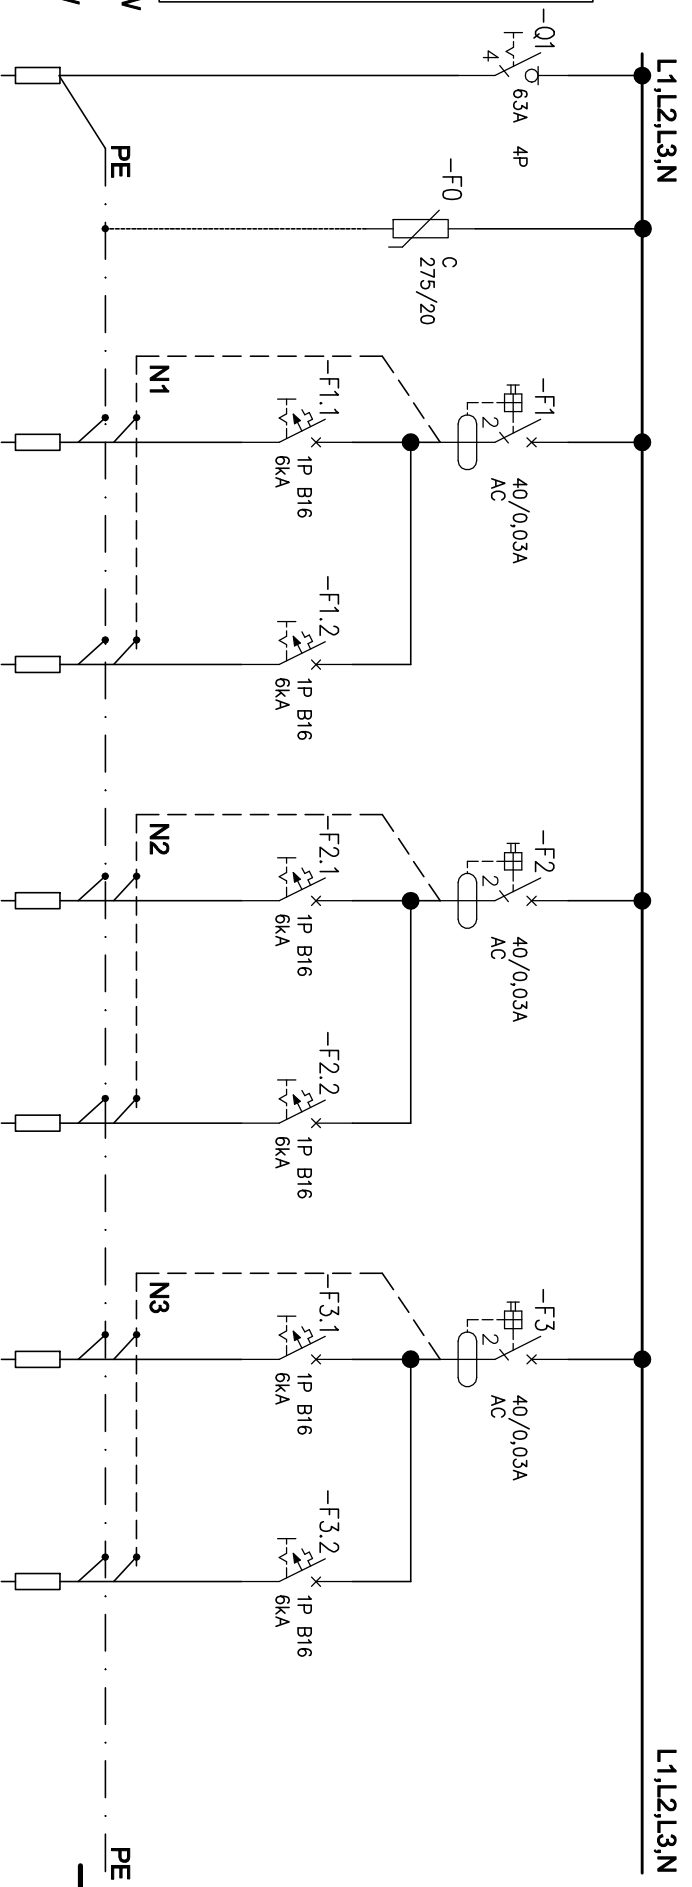 L1,L2,L3,N
L1,L2,L3,N
-Q1
4
63A 4P
-F0
C
275/20
-F1
2
40/0,03A
AC
-F2
2
40/0,03A
AC
-F3
2
40/0,03A
AC
-F1.1
1P B16
6kA
-F1.2
1P B16
6kA
-F2.1
1P B16
6kA
-F2.2
1P B16
6kA
-F3.1
1P B16
6kA
-F3.2
1P B16
6kA
N1
N2
N3
PE
PE